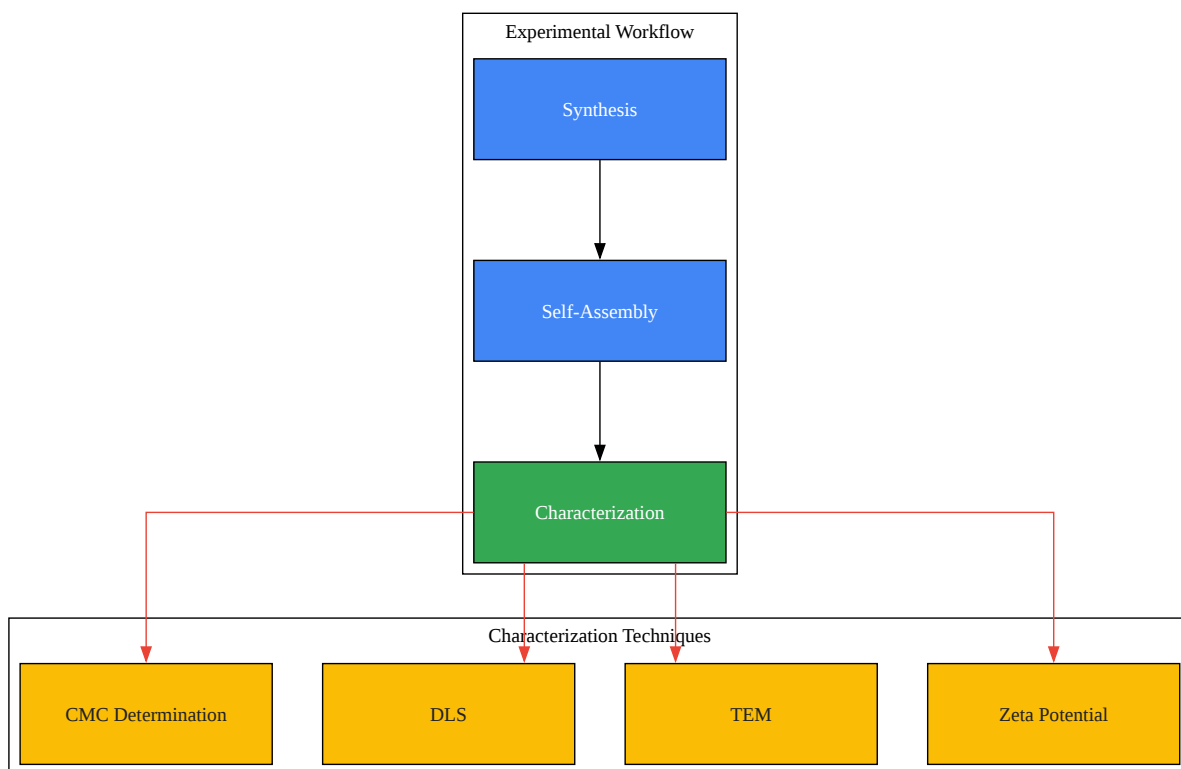 Experimental Workflow
Synthesis
Self-Assembly
Characterization
Characterization Techniques
CMC Determination
DLS
TEM
Zeta Potential